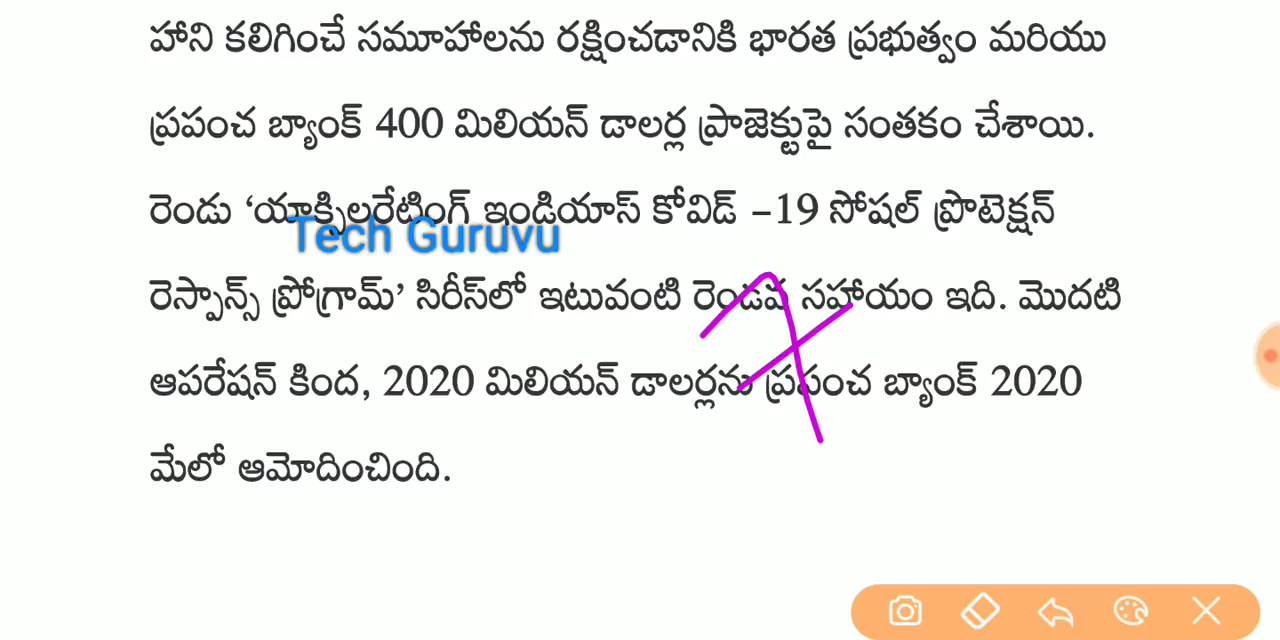 హాని కలిగించే సమూహాలను రక్షించడానికి భారత ప్రభుత్వం మరియు
ప్రపంచ బ్యాంక్ 400 మిలియన్ డాలర్ల ప్రాజెక్టుపై సంతకం చేశాయి.
రెండు ‘యాక్సిలరేటింగ్ ఇండియాస్ కోవిడ్ –19 సోషల్ ప్రొటెక్షన్
Tech Guruvu
రెస్పాన్స్ ప్రోగ్రామ్’ సిరీస్‌లో ఇటువంటి రెండవ సహాయం ఇది. మొదటి
ఆపరేషన్ కింద, 2020 మిలియన్ డాలర్లను ప్రపంచ బ్యాంక్ 2020
మేలో ఆమోదించింది.